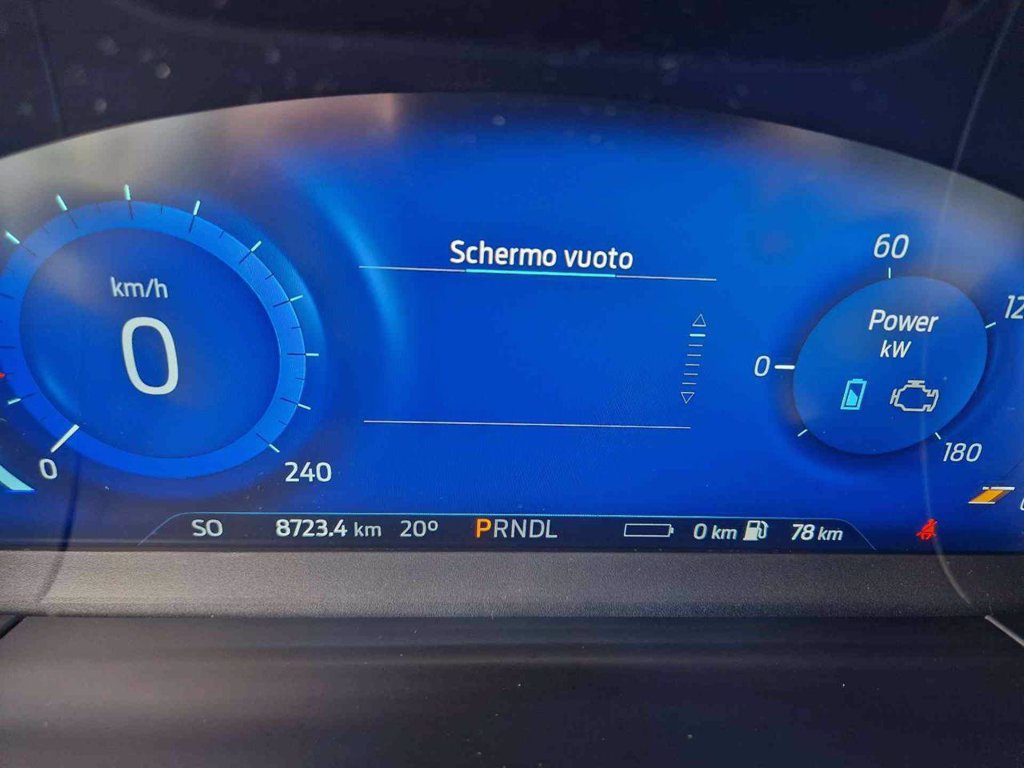 Schermo vuoto
km/h
0
0
240
60
Power
kW
0
180
SO 8723.4 km 20° PRNDL 0 km 78 km